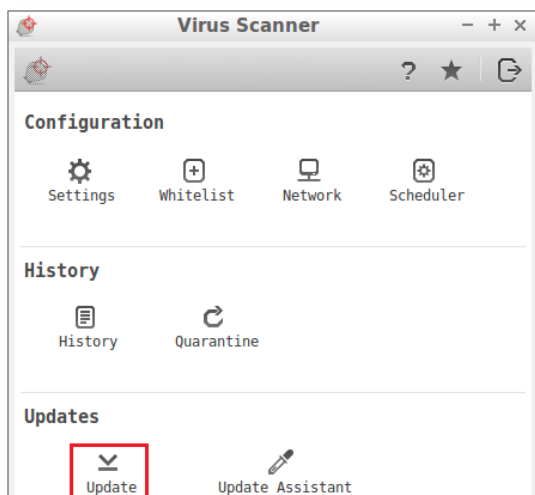 Virus Scanner
?
Configuration
Settings Whitelist Network Scheduler
History
History Quarantine
Updates
Update Update Assistant